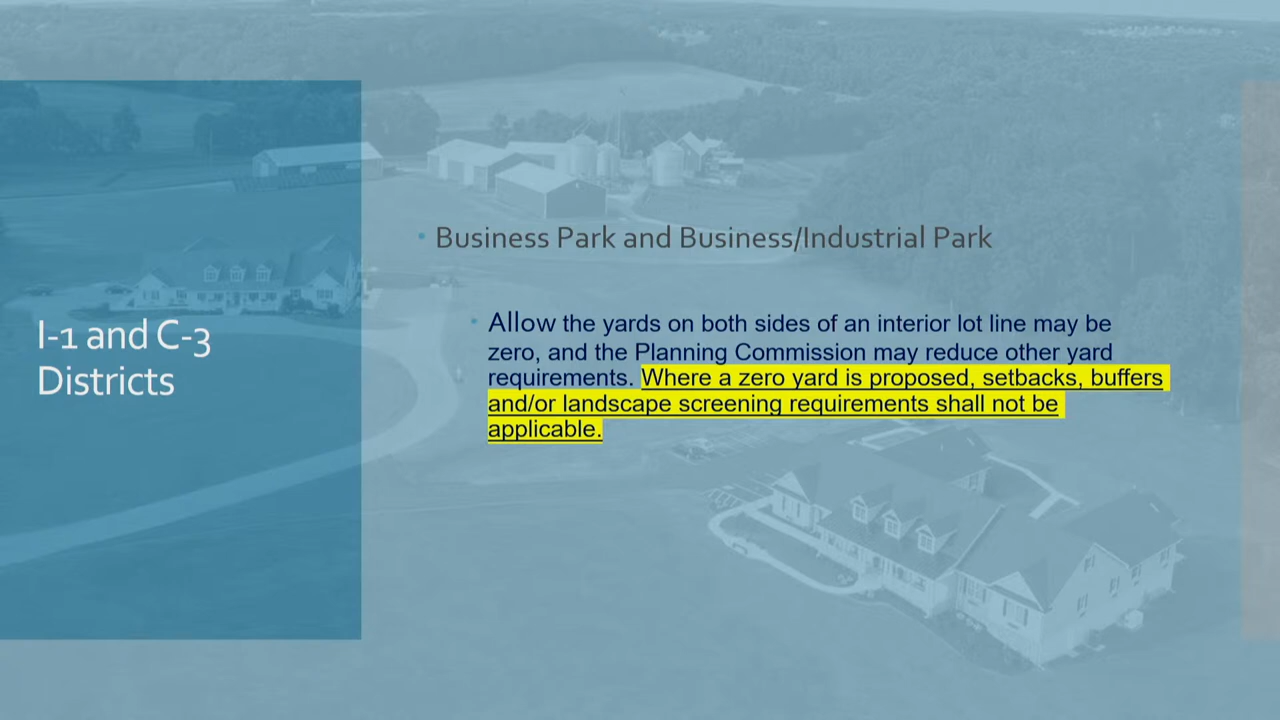 I-1 and C-3
Districts
Business Park and Business/Industrial Park
Allow the yards on both sides of an interior lot line may be
zero, and the Planning Commission may reduce other yard
requirements. Where a zero yard is proposed, setbacks, buffers
and/or landscape screening requirements shall not be
applicable.